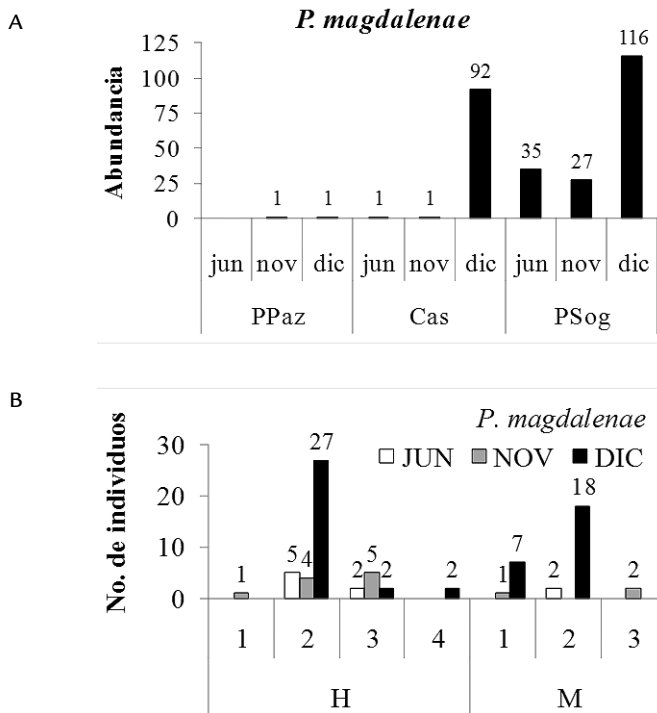 A
P. magdalenae
Abundancia
125
100
75
50
25
0
1 1 1 1 92 35 27 116
jun nov dic jun nov dic jun nov dic
PPaz Cas PSog
B
P. magdalenae
JUN NOV DIC
No. de individuos
30
20
10
0
1 5 4 27 2 5 2 2 1 7 2 18 2
1 2 3 4 1 2 3
H M